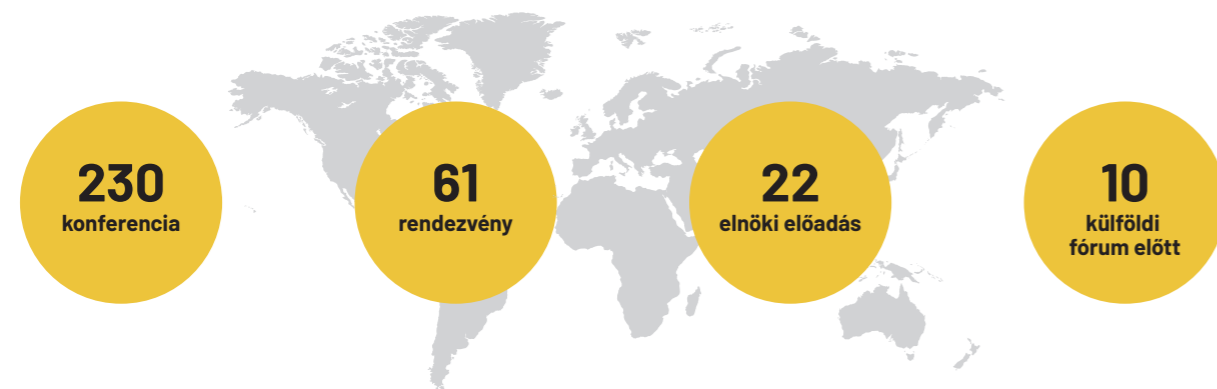 230
konferencia
61
rendezvény
22
elnöki előadás
10
külföldi
fórum előtt